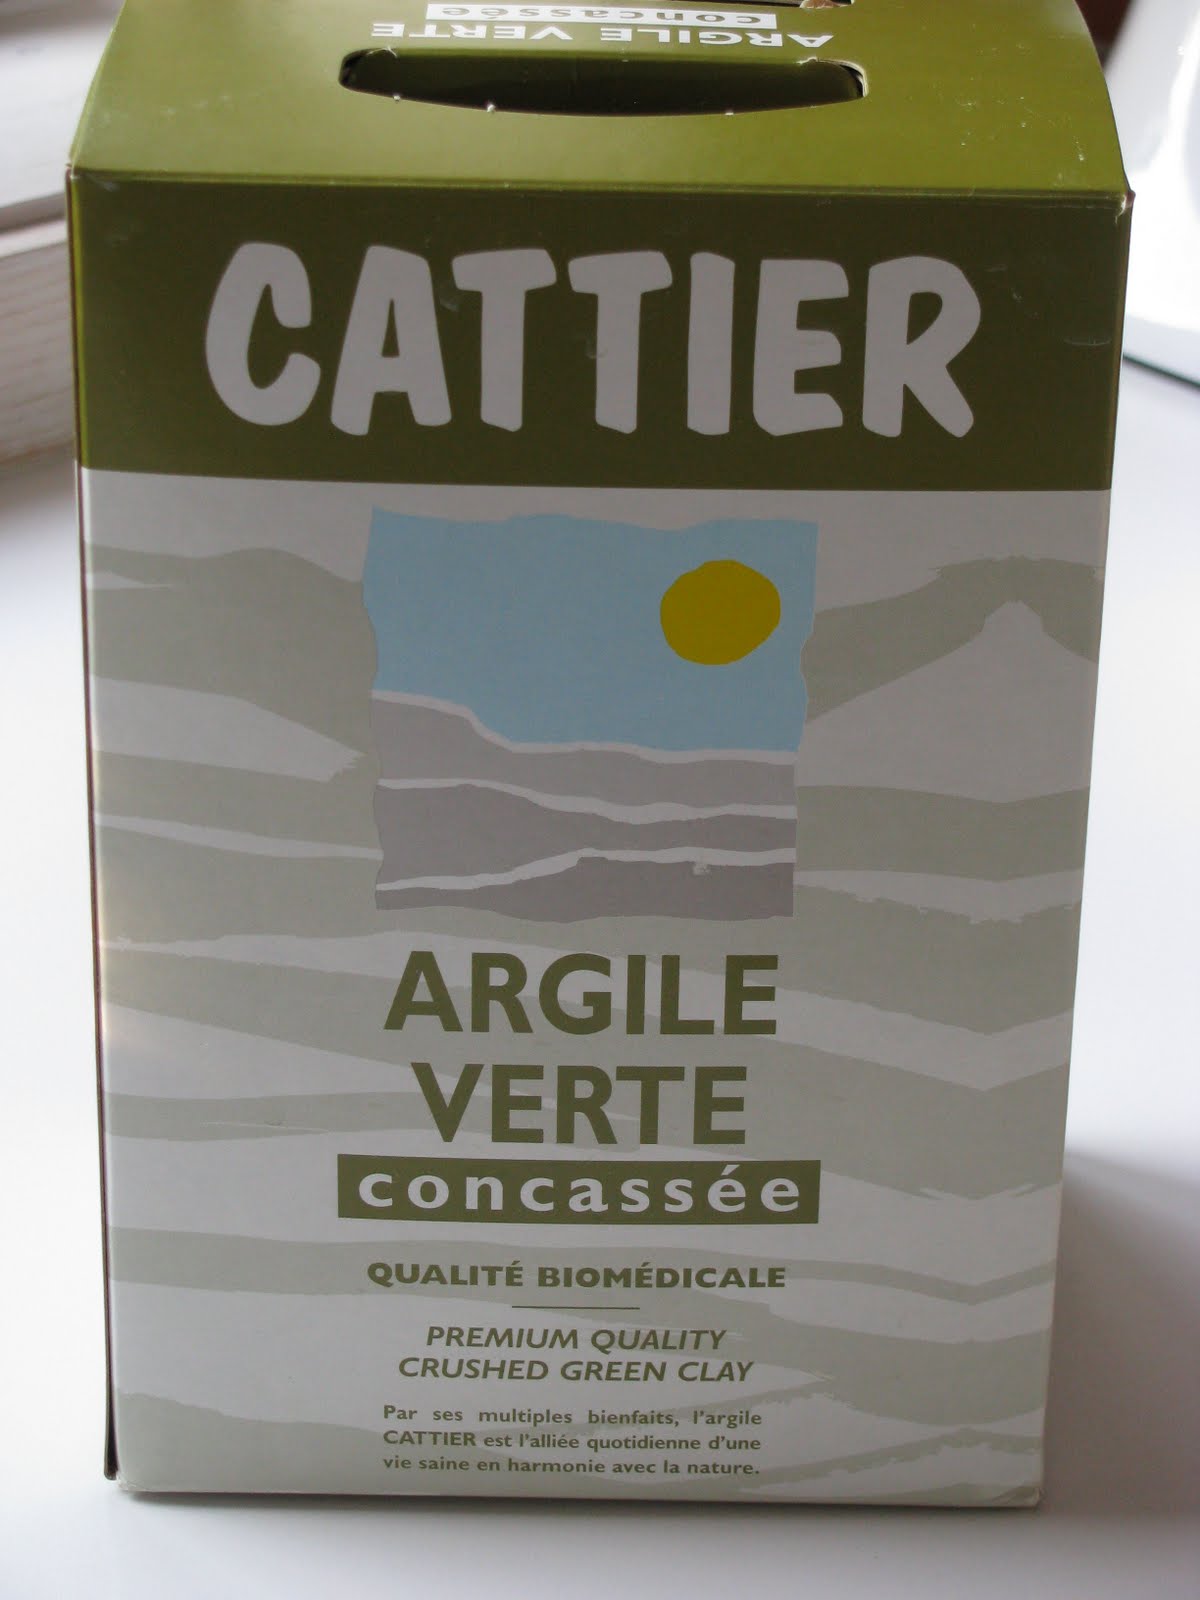 concassée
ARGILE VERTE
CATTIER
ARGILE
VERTE
concassée
QUALITÉ BIOMÉDICALE
PREMIUM QUALITY
CRUSHED GREEN CLAY
Par ses multiples bienfaits, l'argile
CATTIER est l'alliée quotidienne d'une
vie saine en harmonie avec la nature.